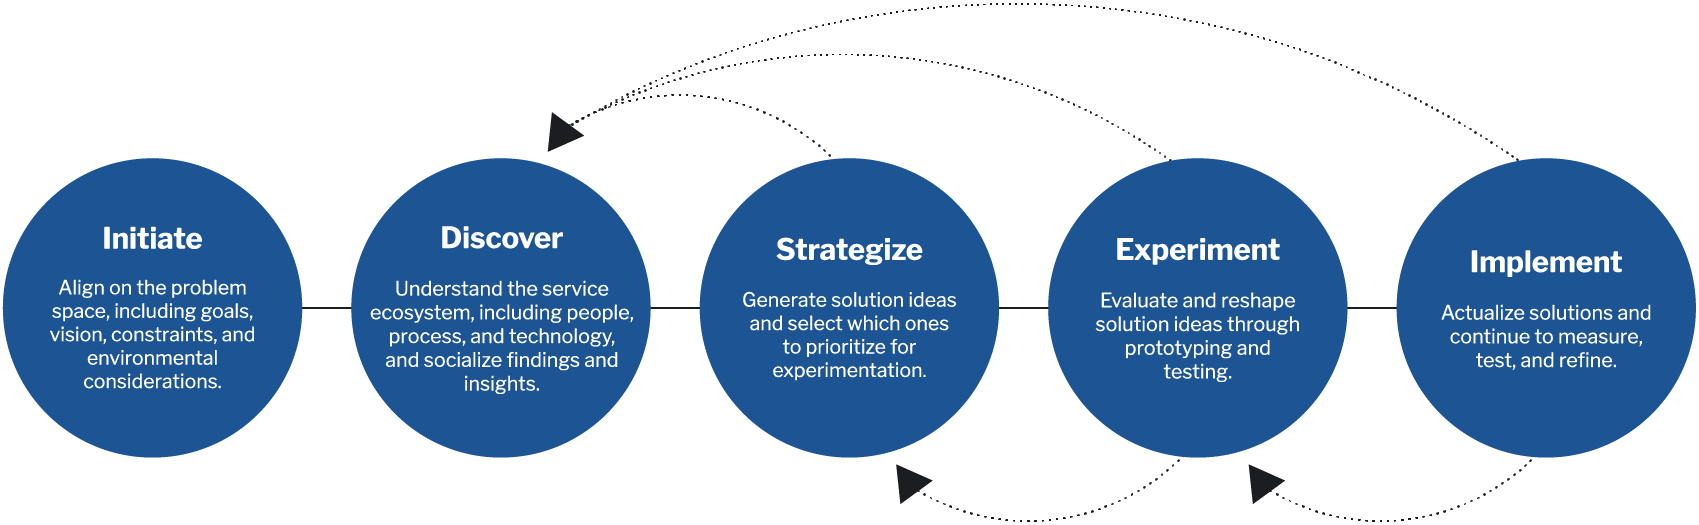 Initiate
Align on the problem
space, including goals,
vision, constraints, and
environmental
considerations.
Discover
Understand the service
ecosystem, including people,
process, and technology,
and socialize findings and
insights.
Strategize
Generate solution ideas
and select which ones
to prioritize for
experimentation.
Experiment
Evaluate and reshape
solution ideas through
prototyping and
testing.
Implement
Actualize solutions and
continue to measure,
test, and refine.